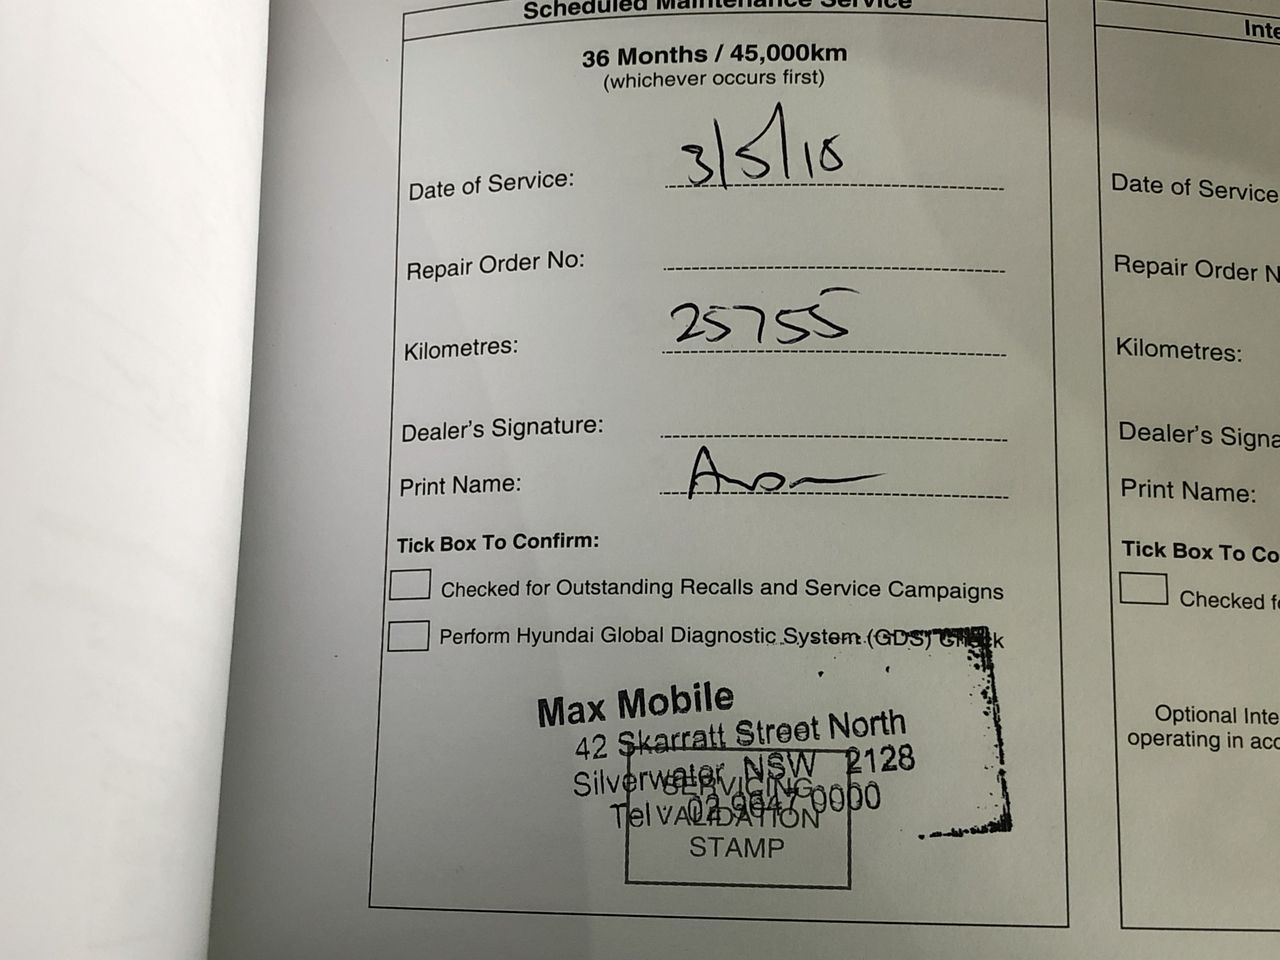 Scheduled Maintenance Service
36 Months / 45,000km
(whichever occurs first)
Date of Service: 3/5/18
Repair Order No:
Kilometres: 25755
Dealer's Signature:
Print Name:
Tick Box To Confirm:
Checked for Outstanding Recalls and Service Campaigns
Perform Hyundai Global Diagnostic System (GDS) Check
Max Mobile
42 Skarratt Street North
Silverwater NSW 2128
Tel 02 9647 0000
SERVICING
VALIDATION
STAMP
Inte
Date of Service
Repair Order N
Kilometres:
Dealer's Signa
Print Name:
Tick Box To Co
Checked fo
Optional Inte
operating in acc